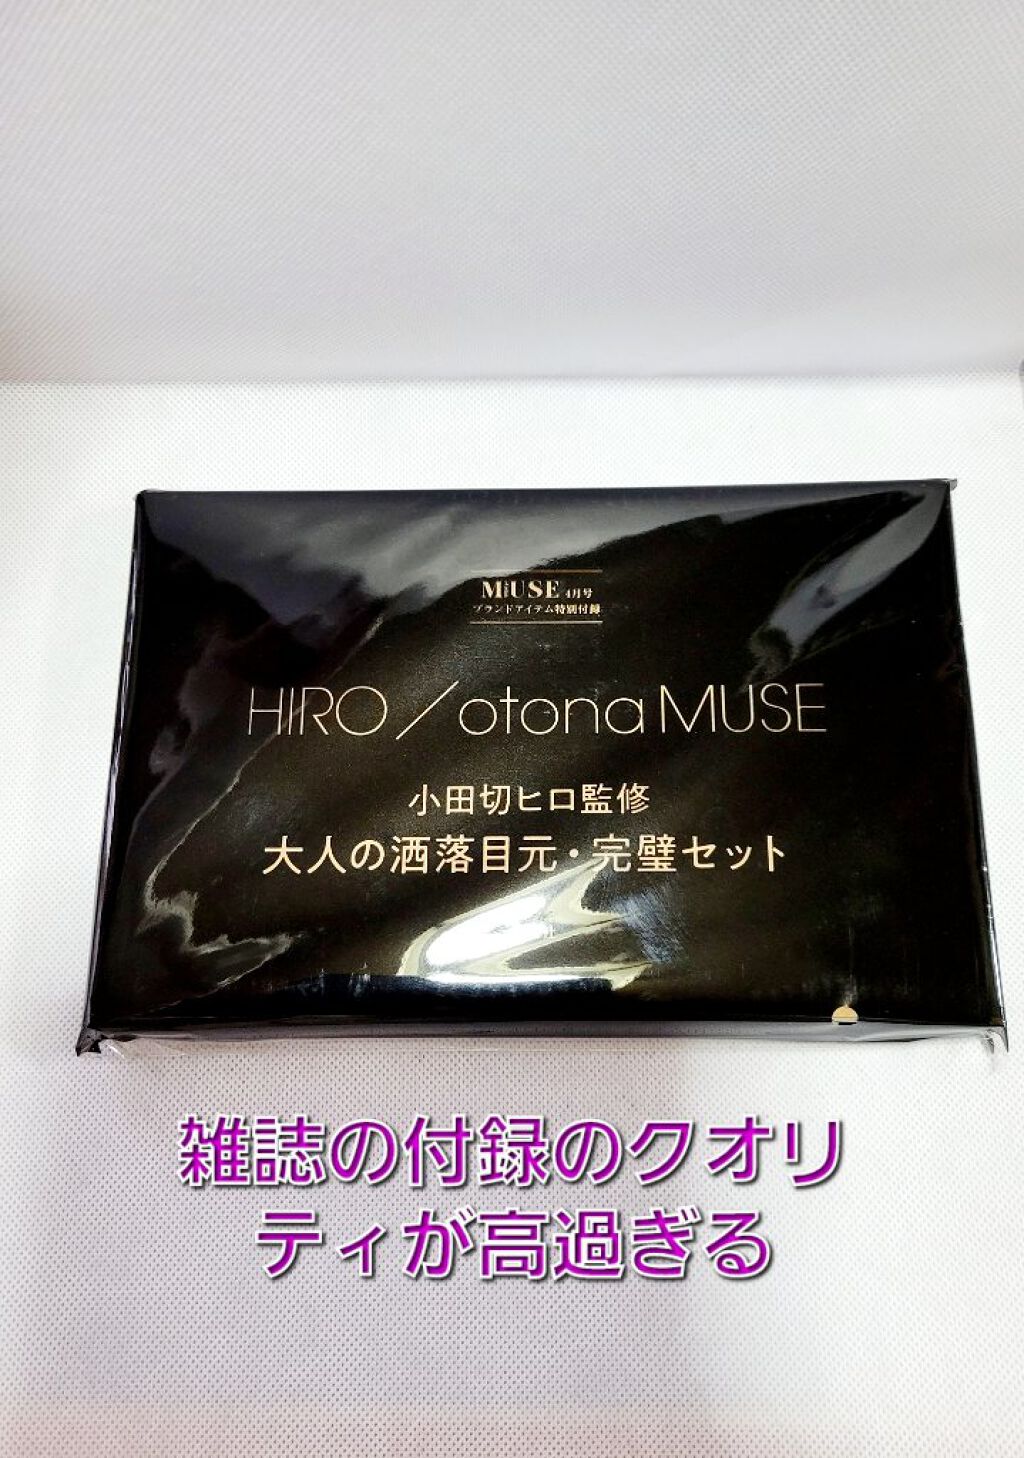 MUSE 4月号
ブランドアイテム特別付録
HIRO / otona MUSE
小田切ヒロ監修
大人の洒落目元・完璧セット
雑誌の付録のクオリ
ティが高過ぎる